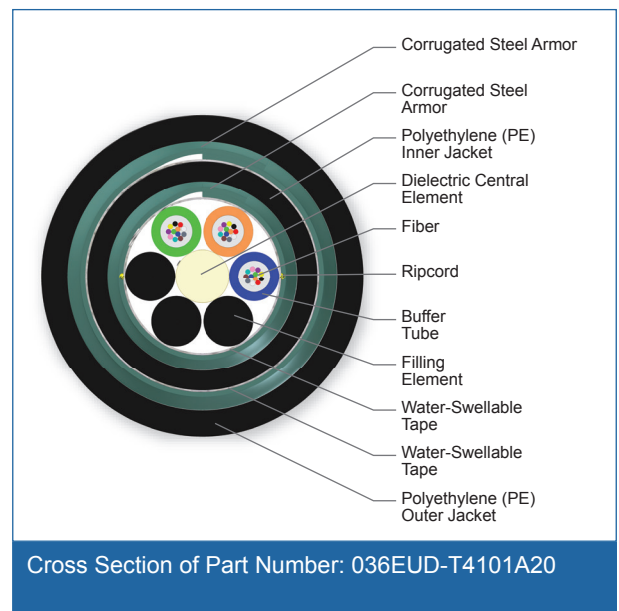 Corrugated Steel Armor
Corrugated Steel
Armor
Polyethylene (PE)
Inner Jacket
Dielectric Central
Element
Fiber
Ripcord
Buffer
Tube
Filling
Element
Water-Swellable
Tape
Water-Swellable
Tape
Polyethylene (PE)
Outer Jacket
Cross Section of Part Number: 036EUD-T4101A20